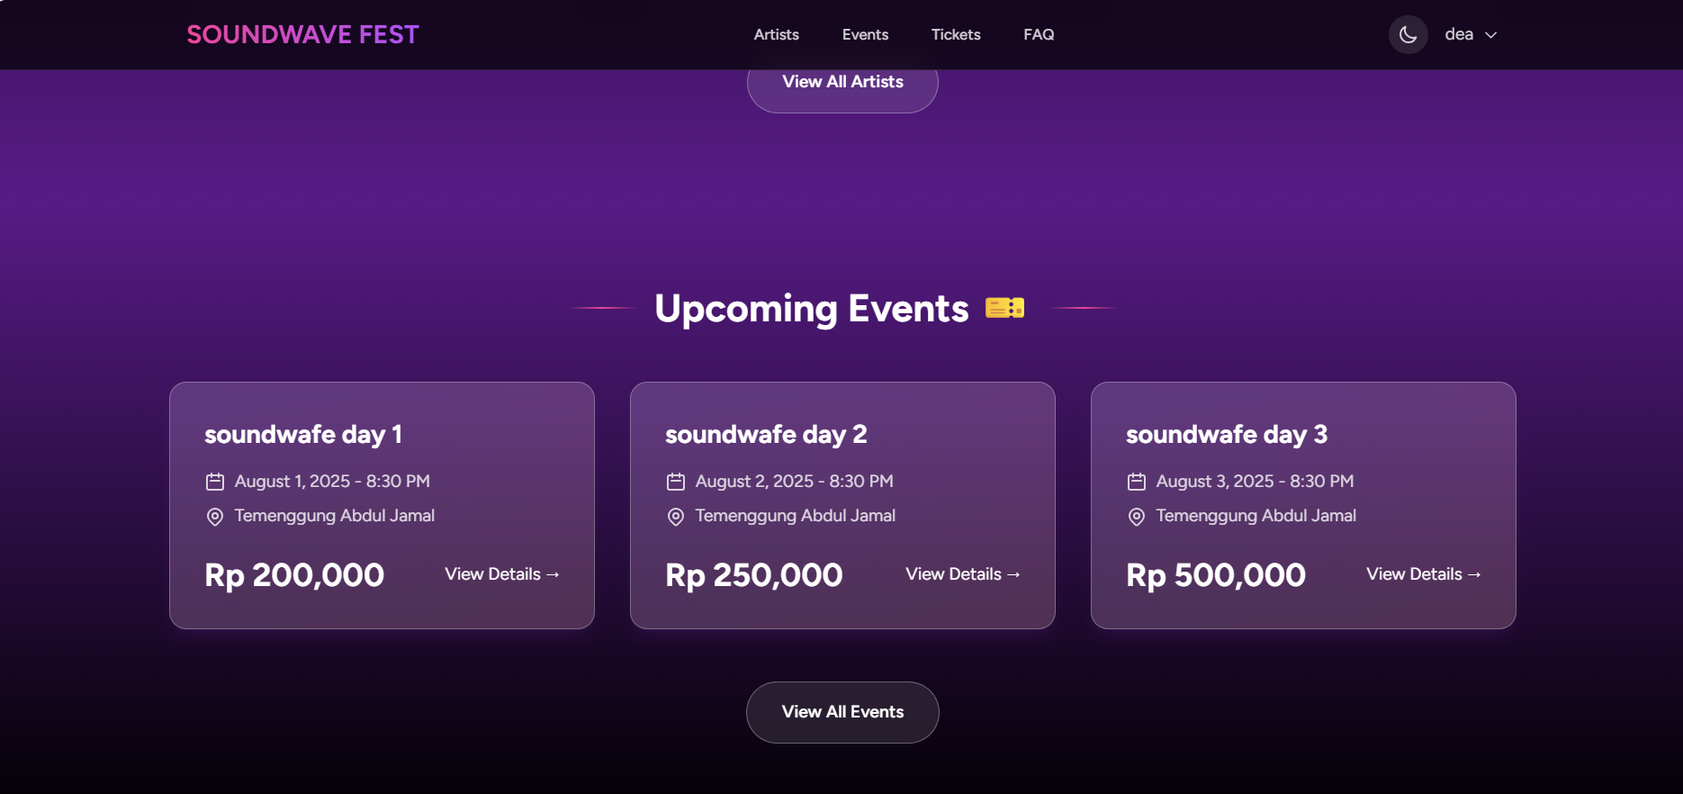 SOUNDWAVE FEST
Artists Events Tickets FAQ
dea
View All Artists
Upcoming Events
soundwafe day 1
August 1, 2025 - 8:30 PM
Temenggung Abdul Jamal
Rp 200,000 View Details →
soundwafe day 2
August 2, 2025 - 8:30 PM
Temenggung Abdul Jamal
Rp 250,000 View Details →
soundwafe day 3
August 3, 2025 - 8:30 PM
Temenggung Abdul Jamal
Rp 500,000 View Details →
View All Events